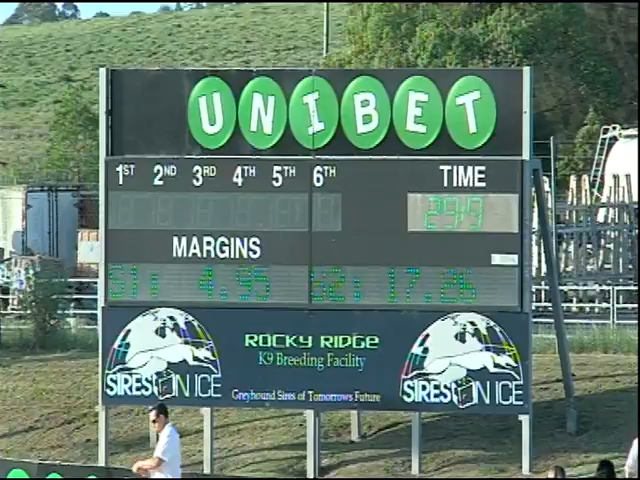 UNIBET
1ST 2ND 3RD 4TH 5TH 6TH TIME
29.9
MARGINS
S1: 4.95 S2: 17.26
ROCKY RIDGE
K9 Breeding Facility
SIRES ON ICE SIRES ON ICE
Greyhound Sires of Tomorrows Future